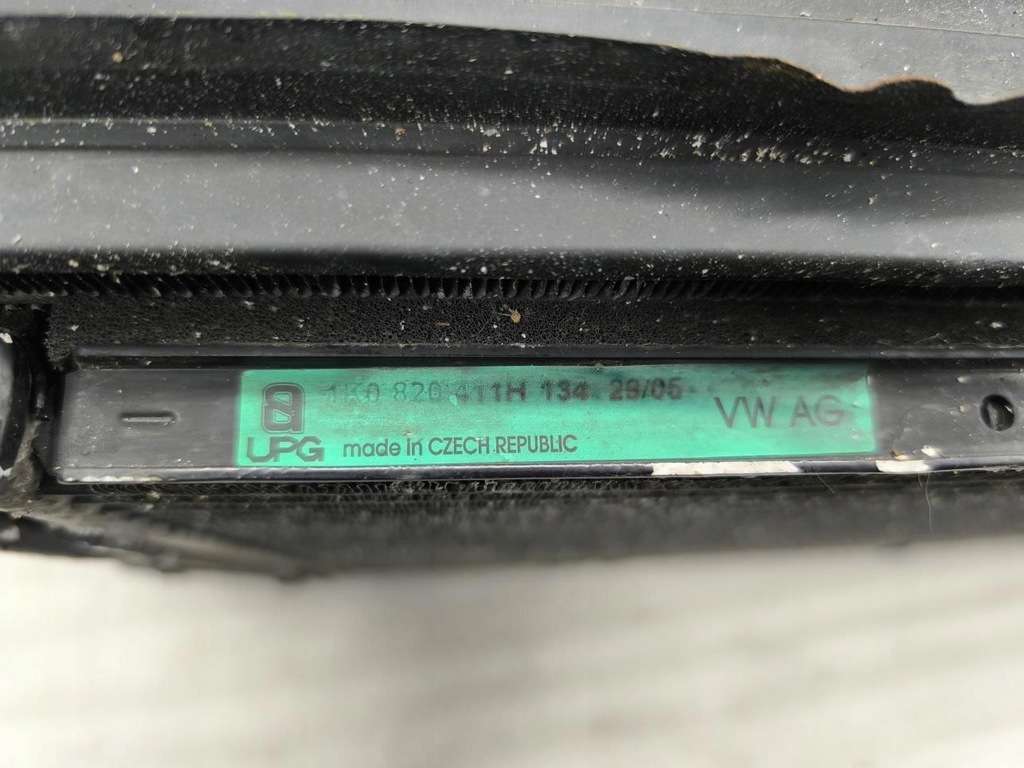 1K0 820 411H 134 29/05
VW AG
UPG made in CZECH REPUBLIC